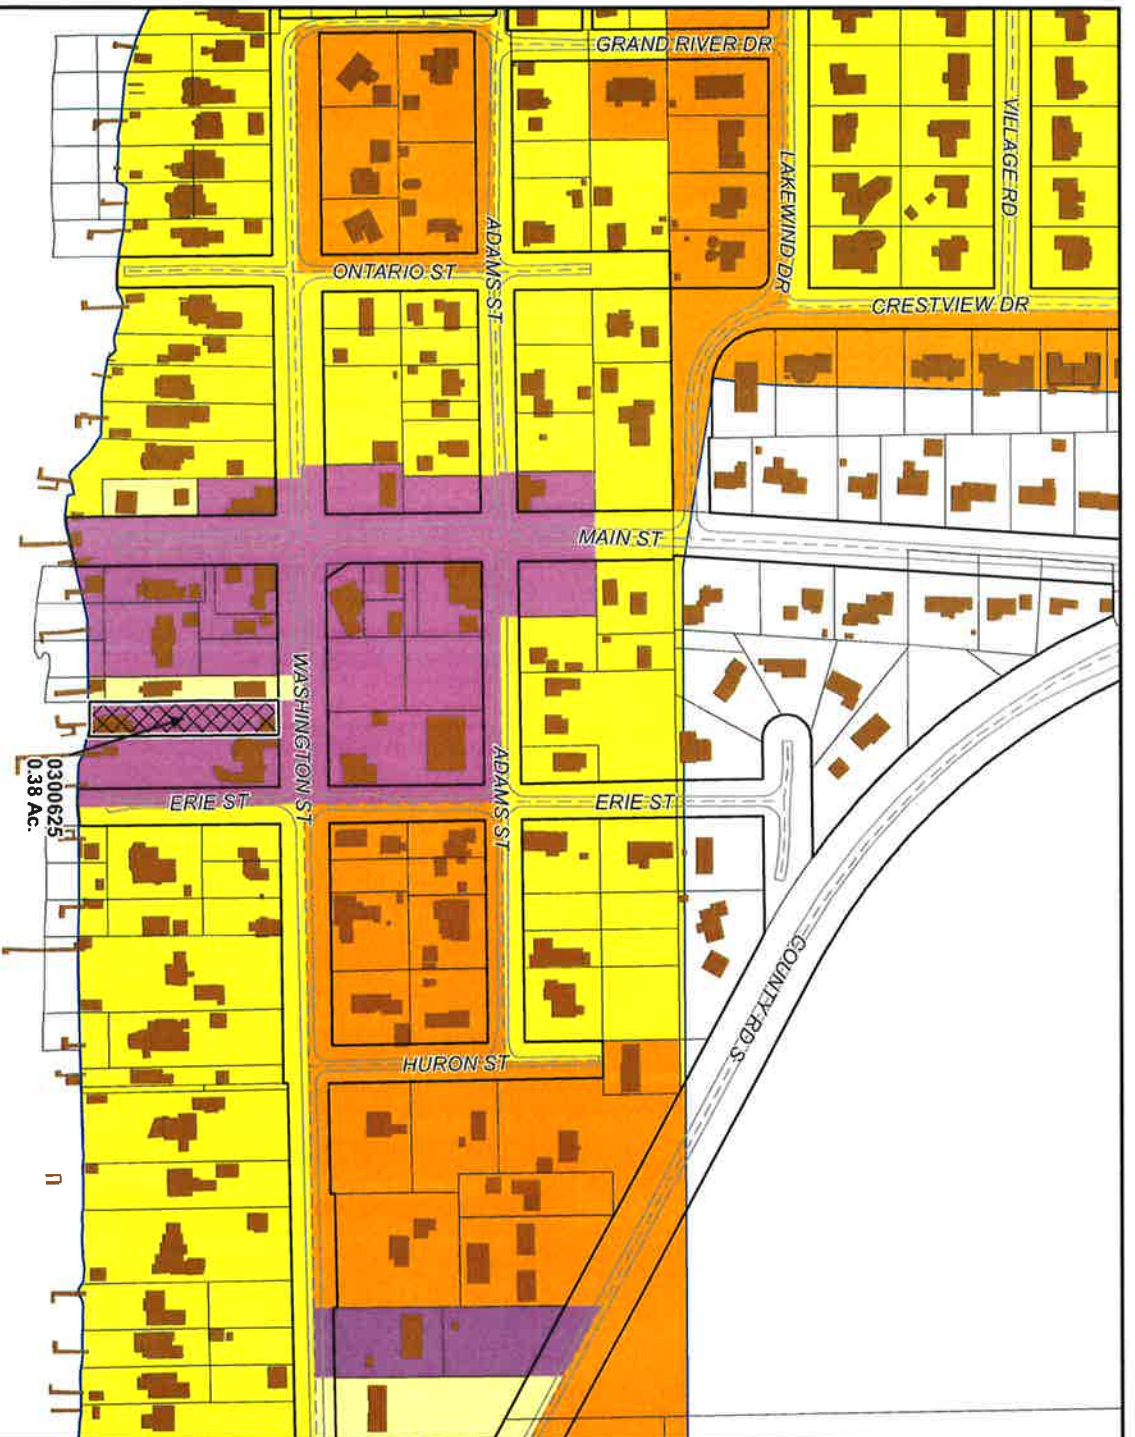 GRAND RIVER DR
VILLAGE RD
LAKEWIND DR
ADAMS ST
ONTARIO ST
CRESTVIEW DR
MAIN ST
WASHINGTON ST
ADAMS ST
ERIE ST
ERIE ST
0300625
0.38 Ac.
COUNTY RD S
HURON ST